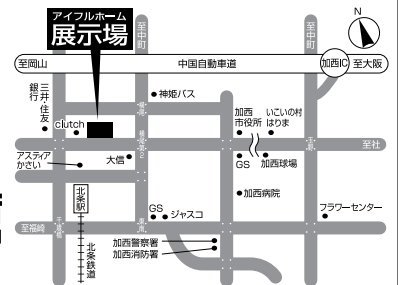 アイフルホーム
展示場
至中町
至中町
N
至岡山
中国自動車道
加西IC
至大阪
三井・住友
銀行
神姫バス
clutch
加西
市役所
いこいの村
はりま
至社
アスティア
かさい
大信
GS
加西球場
北条駅
加西病院
GS
ジャスコ
フラワーセンター
至福崎
北条鉄道
加西警察署
加西消防署